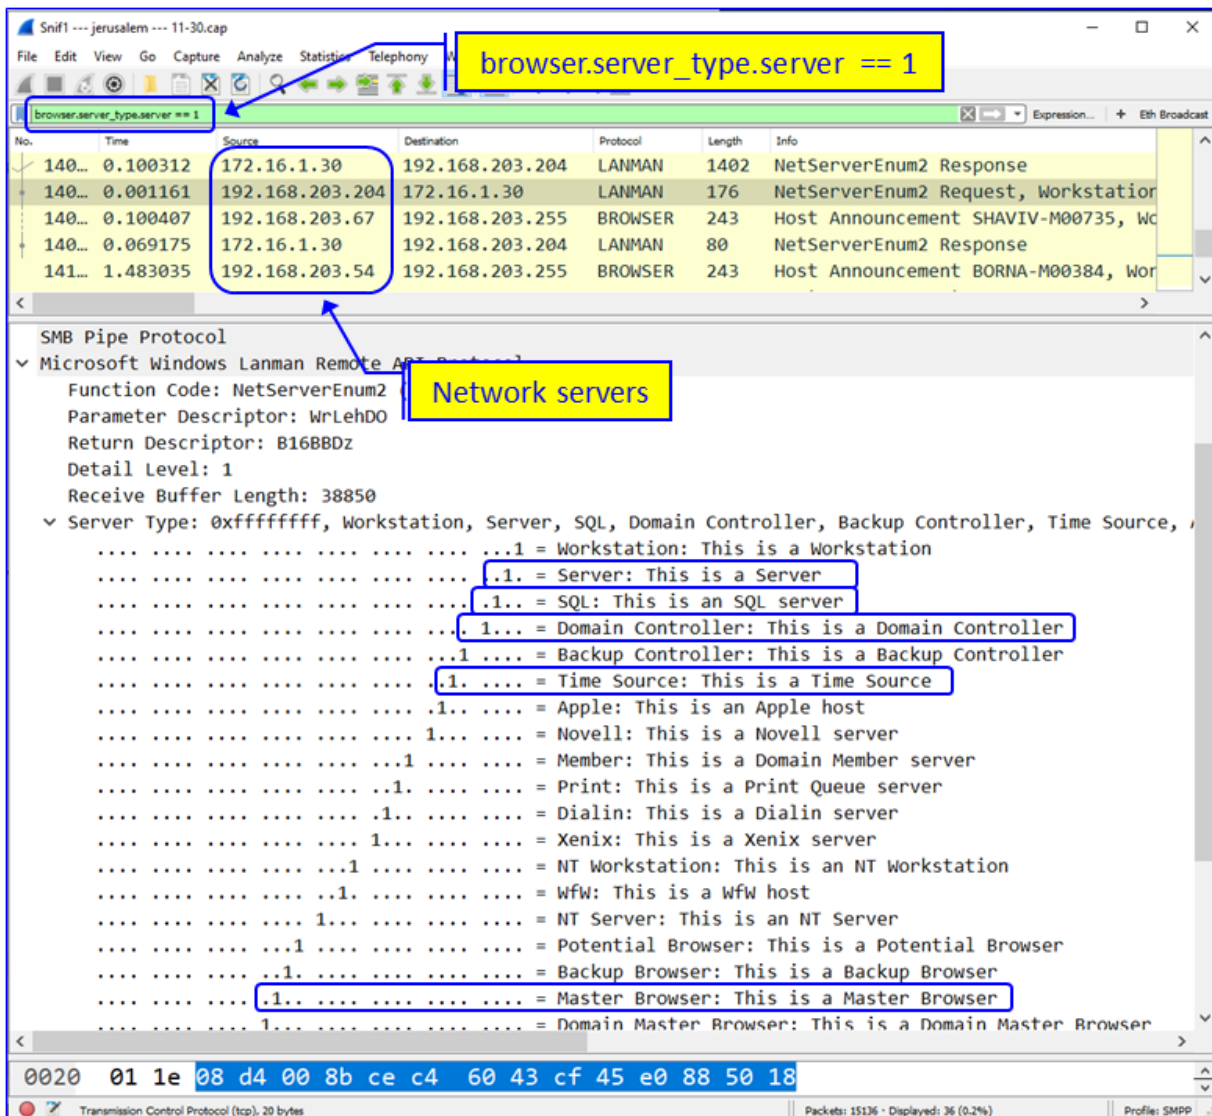 Snif1 --- jerusalem --- 11-30.cap
File Edit View Go Capture Analyze Statistics Telephony W
browser.server_type.server == 1
browser.server_type.server == 1
Expression... + Eth Broadcast
No. Time Source Destination Protocol Length Info
140… 0.100312 172.16.1.30 192.168.203.204 LANMAN 1402 NetServerEnum2 Response
140… 0.001161 192.168.203.204 172.16.1.30 LANMAN 176 NetServerEnum2 Request, Workstation
140… 0.100407 192.168.203.67 192.168.203.255 BROWSER 243 Host Announcement SHAVIV-M00735, Wo
140… 0.069175 172.16.1.30 192.168.203.204 LANMAN 80 NetServerEnum2 Response
141… 1.483035 192.168.203.54 192.168.203.255 BROWSER 243 Host Announcement BORNA-M00384, Wor
SMB Pipe Protocol
Microsoft Windows Lanman Remote API Protocol
Network servers
Function Code: NetServerEnum2 (
Parameter Descriptor: WrLehDO
Return Descriptor: B16BBDz
Detail Level: 1
Receive Buffer Length: 38850
Server Type: 0xffffffff, Workstation, Server, SQL, Domain Controller, Backup Controller, Time Source,
.... .... .... .... .... .... .... ...1 = Workstation: This is a Workstation
.... .... .... .... .... .... .... ..1. = Server: This is a Server
.... .... .... .... .... .... .... .1.. = SQL: This is an SQL server
.... .... .... .... .... .... .... 1... = Domain Controller: This is a Domain Controller
.... .... .... .... .... .... ...1 .... = Backup Controller: This is a Backup Controller
.... .... .... .... .... .... ..1. .... = Time Source: This is a Time Source
.... .... .... .... .... .... .1.. .... = Apple: This is an Apple host
.... .... .... .... .... .... 1... .... = Novell: This is a Novell server
.... .... .... .... .... ...1 .... .... = Member: This is a Domain Member server
.... .... .... .... .... ..1. .... .... = Print: This is a Print Queue server
.... .... .... .... .... .1.. .... .... = Dialin: This is a Dialin server
.... .... .... .... .... 1... .... .... = Xenix: This is a Xenix server
.... .... .... .... ...1 .... .... .... = NT Workstation: This is an NT Workstation
.... .... .... .... ..1. .... .... .... = WfW: This is a WfW host
.... .... .... .... 1... .... .... .... = NT Server: This is an NT Server
.... .... .... ...1 .... .... .... .... = Potential Browser: This is a Potential Browser
.... .... .... ..1. .... .... .... .... = Backup Browser: This is a Backup Browser
.... .... .... .1.. .... .... .... .... = Master Browser: This is a Master Browser
.... .... .... 1... .... .... .... .... = Domain Master Browser: This is a Domain Master Browser
0020 01 1e 08 d4 00 8b ce c4 60 43 cf 45 e0 88 50 18
Transmission Control Protocol (tcp), 20 bytes Packets: 15136 · Displayed: 36 (0.2%) Profile: SMPP